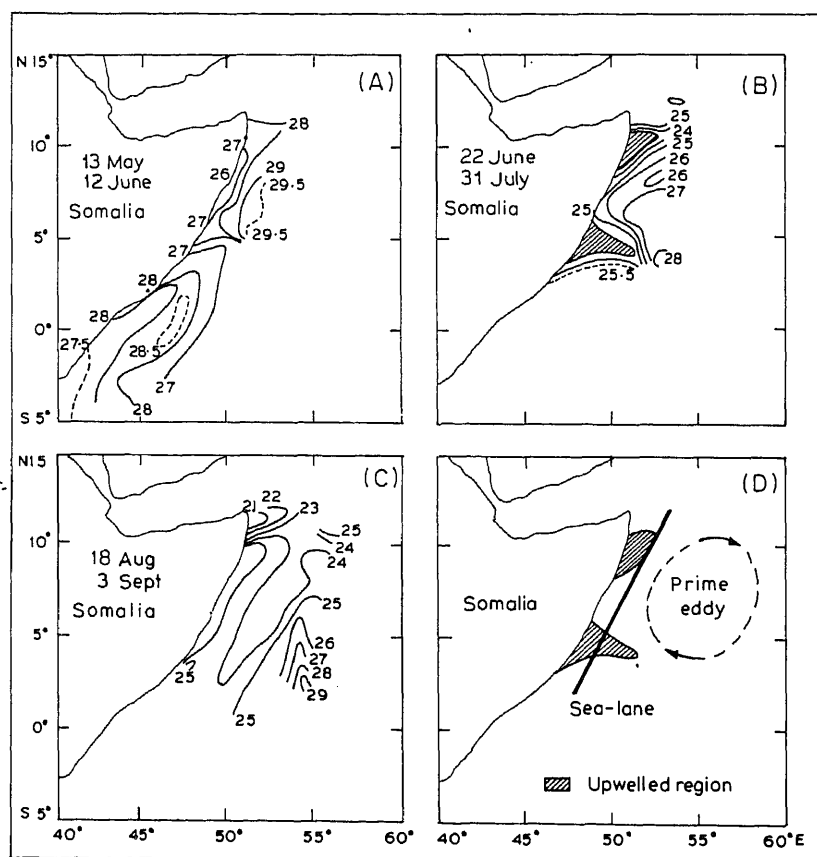 N 15°
10°
5°
0°
S 5°
(A)
13 May
12 June
Somalia
28
27
26
29
29·5
27
29·5
27
28
28
27·5
28·5
27
28
(B)
22 June
31 July
Somalia
25
24
25
26
26
27
25
28
25·5
N15
10°
5°
0°
S 5°
(C)
18 Aug
3 Sept
Somalia
21
22
23
25
24
24
25
26
27
28
29
25
25
40°
45°
50°
55°
60°
(D)
Somalia
Prime
eddy
Sea-lane
Upwelled region
40°
45°
50°
55°
60°E